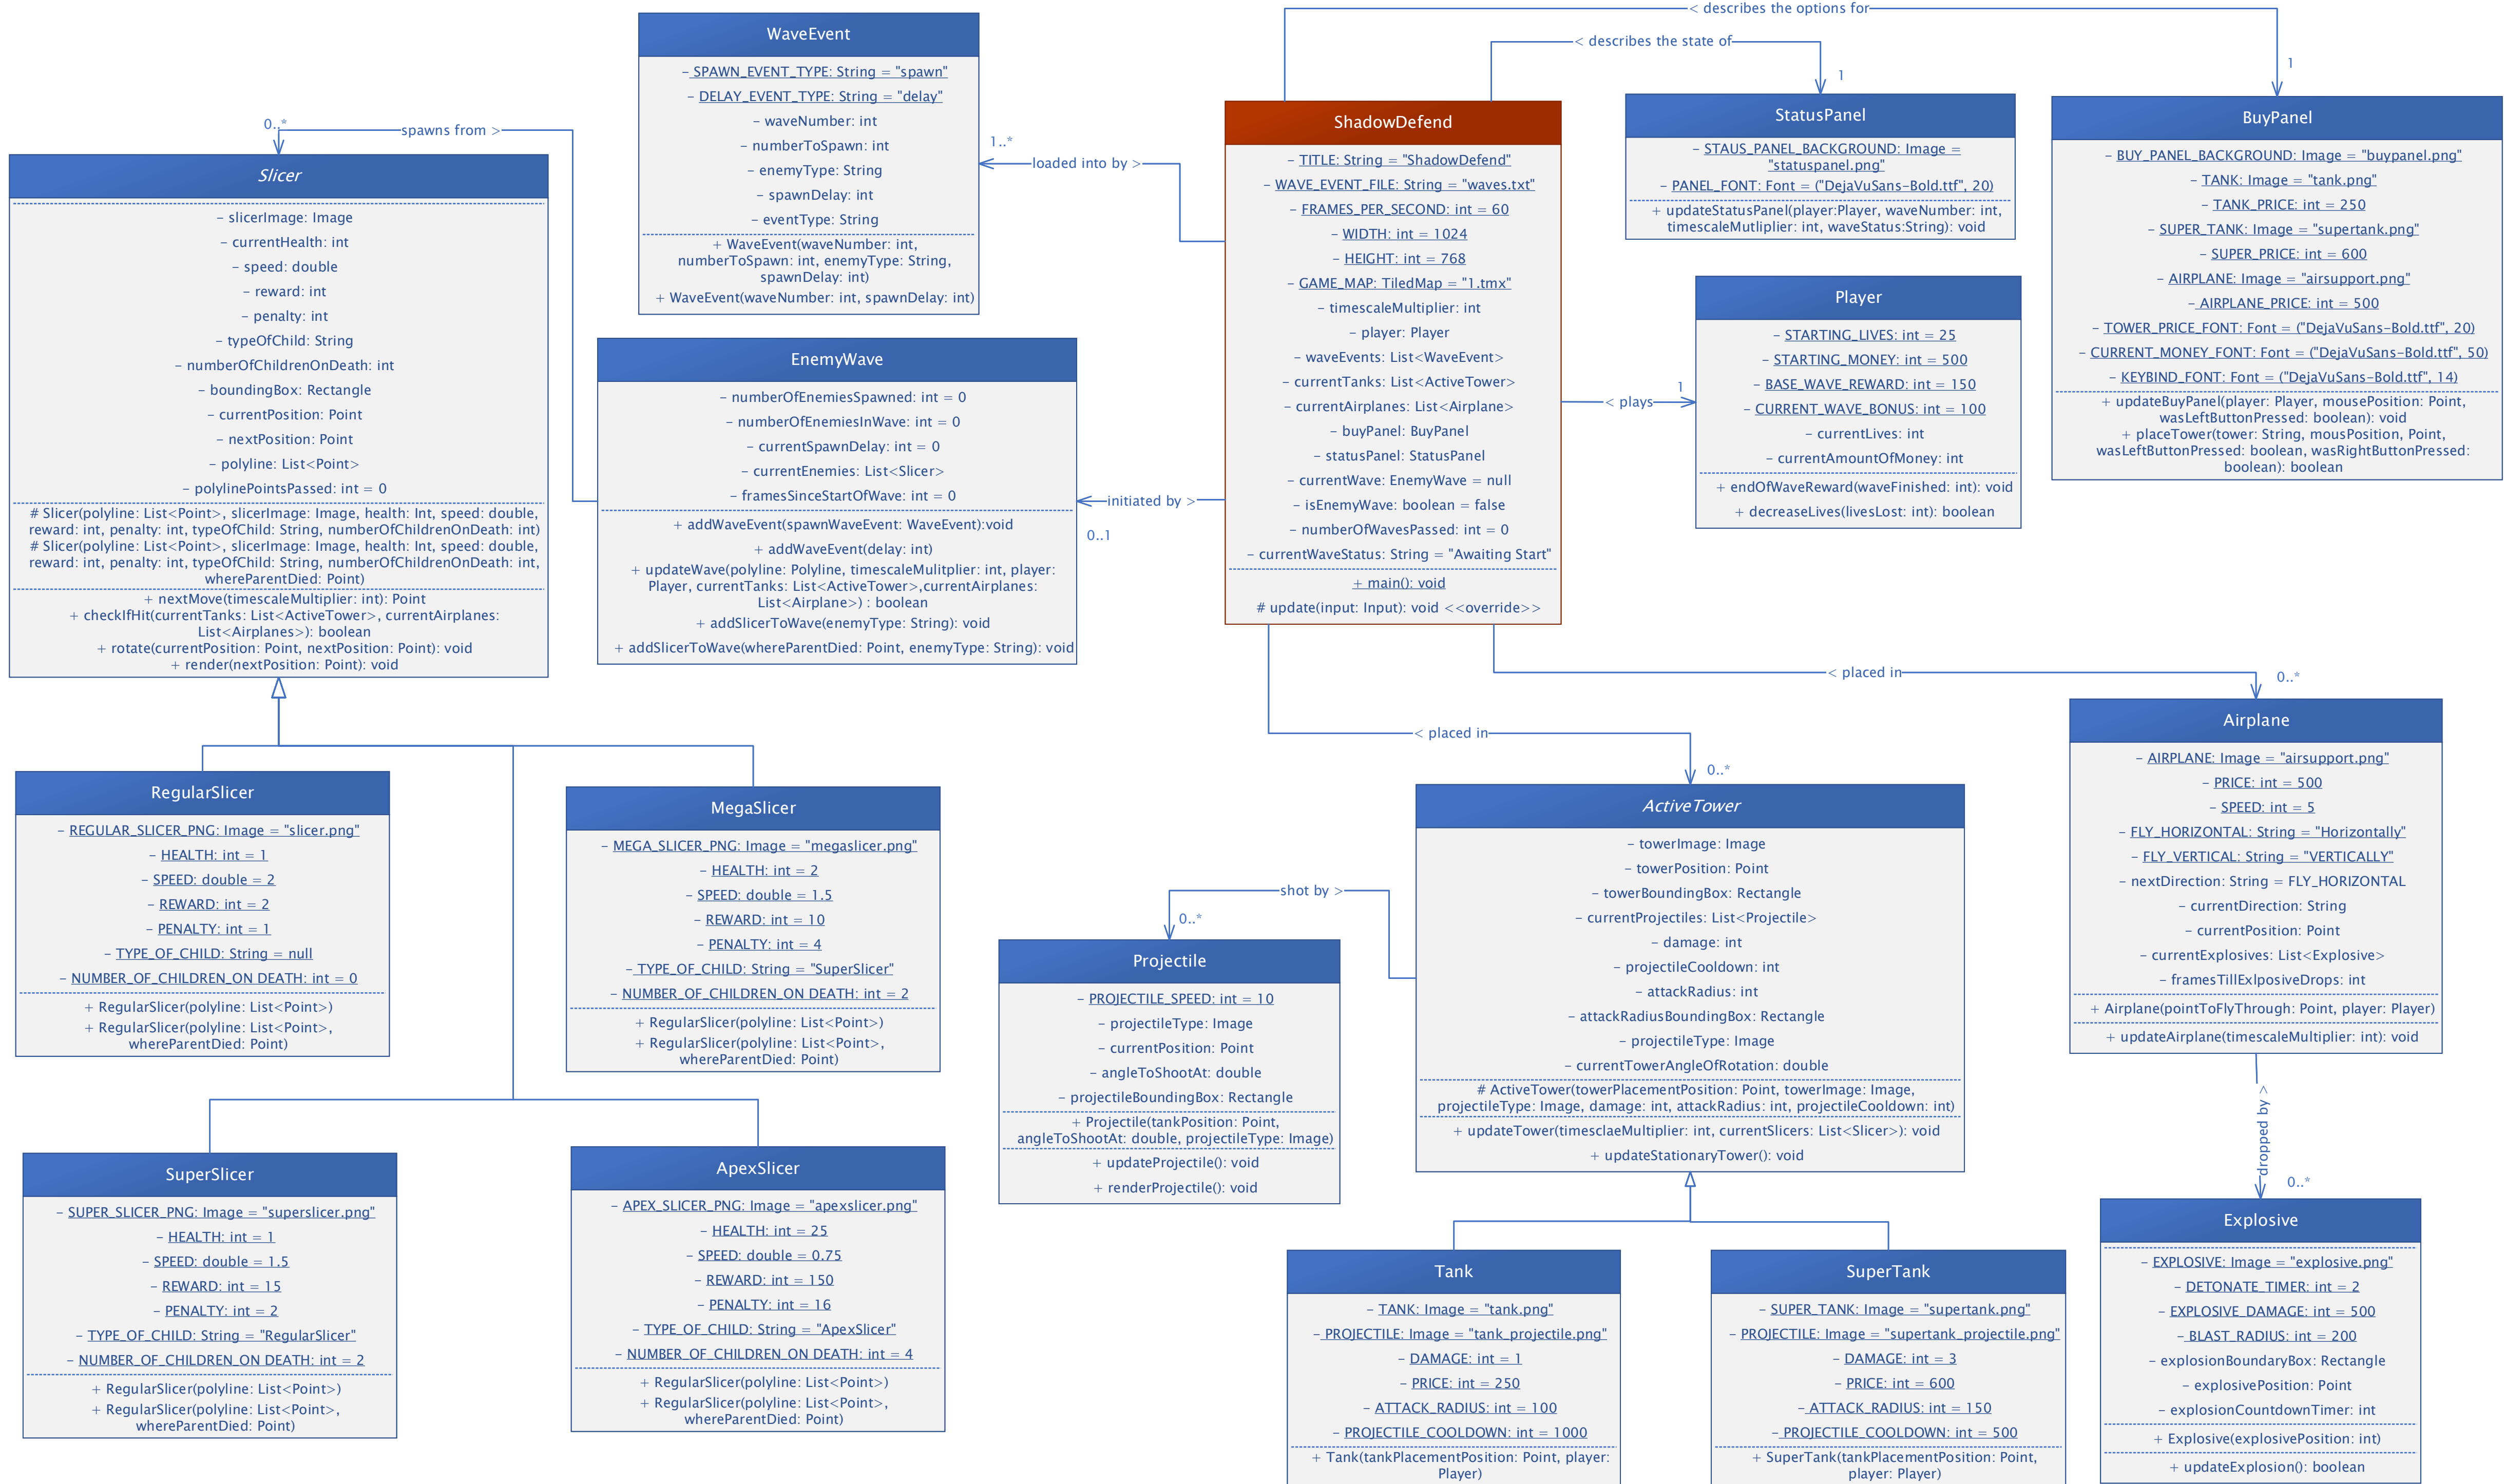 < describes the options for
< describes the state of
1
1
WaveEvent
- SPAWN_EVENT_TYPE: String = "spawn"
- DELAY_EVENT_TYPE: String = "delay"
- waveNumber: int
- numberToSpawn: int
- enemyType: String
- spawnDelay: int
- eventType: String
+ WaveEvent(waveNumber: int,
numberToSpawn: int, enemyType: String,
spawnDelay: int)
+ WaveEvent(waveNumber: int, spawnDelay: int)
1..*
loaded into by >
0..*
spawns from >
ShadowDefend
- TITLE: String = "ShadowDefend"
- WAVE_EVENT_FILE: String = "waves.txt"
- FRAMES_PER_SECOND: int = 60
- WIDTH: int = 1024
- HEIGHT: int = 768
- GAME_MAP: TiledMap = "1.tmx"
- timescaleMultiplier: int
- player: Player
- waveEvents: List<WaveEvent>
- currentTanks: List<ActiveTower>
- currentAirplanes: List<Airplane>
- buyPanel: BuyPanel
- statusPanel: StatusPanel
- currentWave: EnemyWave = null
- isEnemyWave: boolean = false
- numberOfWavesPassed: int = 0
- currentWaveStatus: String = "Awaiting Start"
+ main(): void
# update(input: Input): void <<override>>
StatusPanel
- STAUS_PANEL_BACKGROUND: Image =
"statuspanel.png"
- PANEL_FONT: Font = ("DejaVuSans-Bold.ttf", 20)
+ updateStatusPanel(player:Player, waveNumber: int,
timescaleMutliplier: int, waveStatus:String): void
BuyPanel
- BUY_PANEL_BACKGROUND: Image = "buypanel.png"
- TANK: Image = "tank.png"
- TANK_PRICE: int = 250
- SUPER_TANK: Image = "supertank.png"
- SUPER_PRICE: int = 600
- AIRPLANE: Image = "airsupport.png"
- AIRPLANE_PRICE: int = 500
- TOWER_PRICE_FONT: Font = ("DejaVuSans-Bold.ttf", 20)
- CURRENT_MONEY_FONT: Font = ("DejaVuSans-Bold.ttf", 50)
- KEYBIND_FONT: Font = ("DejaVuSans-Bold.ttf", 14)
+ updateBuyPanel(player: Player, mousePosition: Point,
wasLeftButtonPressed: boolean): void
+ placeTower(tower: String, mousPosition, Point,
wasLeftButtonPressed: boolean, wasRightButtonPressed:
boolean): boolean
Slicer
- slicerImage: Image
- currentHealth: int
- speed: double
- reward: int
- penalty: int
- typeOfChild: String
- numberOfChildrenOnDeath: int
- boundingBox: Rectangle
- currentPosition: Point
- nextPosition: Point
- polyline: List<Point>
- polylinePointsPassed: int = 0
# Slicer(polyline: List<Point>, slicerImage: Image, health: Int, speed: double,
reward: int, penalty: int, typeOfChild: String, numberOfChildrenOnDeath: int)
# Slicer(polyline: List<Point>, slicerImage: Image, health: Int, speed: double,
reward: int, penalty: int, typeOfChild: String, numberOfChildrenOnDeath: int,
whereParentDied: Point)
+ nextMove(timescaleMultiplier: int): Point
+ checkIfHit(currentTanks: List<ActiveTower>, currentAirplanes:
List<Airplanes>): boolean
+ rotate(currentPosition: Point, nextPosition: Point): void
+ render(nextPosition: Point): void
EnemyWave
- numberOfEnemiesSpawned: int = 0
- numberOfEnemiesInWave: int = 0
- currentSpawnDelay: int = 0
- currentEnemies: List<Slicer>
- framesSinceStartOfWave: int = 0
+ addWaveEvent(spawnWaveEvent: WaveEvent):void
+ addWaveEvent(delay: int)
+ updateWave(polyline: Polyline, timescaleMulitplier: int, player:
Player, currentTanks: List<ActiveTower>,currentAirplanes:
List<Airplane>) : boolean
+ addSlicerToWave(enemyType: String): void
+ addSlicerToWave(whereParentDied: Point, enemyType: String): void
initiated by >
0..1
< plays
1
Player
- STARTING_LIVES: int = 25
- STARTING_MONEY: int = 500
- BASE_WAVE_REWARD: int = 150
- CURRENT_WAVE_BONUS: int = 100
- currentLives: int
- currentAmountOfMoney: int
+ endOfWaveReward(waveFinished: int): void
+ decreaseLives(livesLost: int): boolean
< placed in
0..*
< placed in
0..*
Airplane
- AIRPLANE: Image = "airsupport.png"
- PRICE: int = 500
- SPEED: int = 5
- FLY_HORIZONTAL: String = "Horizontally"
- FLY_VERTICAL: String = "VERTICALLY"
- nextDirection: String = FLY_HORIZONTAL
- currentDirection: String
- currentPosition: Point
- currentExplosives: List<Explosive>
- framesTillExlposiveDrops: int
+ Airplane(pointToFlyThrough: Point, player: Player)
+ updateAirplane(timescaleMultiplier: int): void
RegularSlicer
- REGULAR_SLICER_PNG: Image = "slicer.png"
- HEALTH: int = 1
- SPEED: double = 2
- REWARD: int = 2
- PENALTY: int = 1
- TYPE_OF_CHILD: String = null
- NUMBER_OF_CHILDREN_ON DEATH: int = 0
+ RegularSlicer(polyline: List<Point>)
+ RegularSlicer(polyline: List<Point>,
whereParentDied: Point)
MegaSlicer
- MEGA_SLICER_PNG: Image = "megaslicer.png"
- HEALTH: int = 2
- SPEED: double = 1.5
- REWARD: int = 10
- PENALTY: int = 4
- TYPE_OF_CHILD: String = "SuperSlicer"
- NUMBER_OF_CHILDREN_ON DEATH: int = 2
+ RegularSlicer(polyline: List<Point>)
+ RegularSlicer(polyline: List<Point>,
whereParentDied: Point)
ActiveTower
- towerImage: Image
- towerPosition: Point
- towerBoundingBox: Rectangle
- currentProjectiles: List<Projectile>
- damage: int
- projectileCooldown: int
- attackRadius: int
- attackRadiusBoundingBox: Rectangle
- projectileType: Image
- currentTowerAngleOfRotation: double
# ActiveTower(towerPlacementPosition: Point, towerImage: Image,
projectileType: Image, damage: int, attackRadius: int, projectileCooldown: int)
+ updateTower(timesclaeMultiplier: int, currentSlicers: List<Slicer>): void
+ updateStationaryTower(): void
shot by >
0..*
Projectile
- PROJECTILE_SPEED: int = 10
- projectileType: Image
- currentPosition: Point
- angleToShootAt: double
- projectileBoundingBox: Rectangle
+ Projectile(tankPosition: Point,
angleToShootAt: double, projectileType: Image)
+ updateProjectile(): void
+ renderProjectile(): void
dropped by >
0..*
SuperSlicer
- SUPER_SLICER_PNG: Image = "superslicer.png"
- HEALTH: int = 1
- SPEED: double = 1.5
- REWARD: int = 15
- PENALTY: int = 2
- TYPE_OF_CHILD: String = "RegularSlicer"
- NUMBER_OF_CHILDREN_ON DEATH: int = 2
+ RegularSlicer(polyline: List<Point>)
+ RegularSlicer(polyline: List<Point>,
whereParentDied: Point)
ApexSlicer
- APEX_SLICER_PNG: Image = "apexslicer.png"
- HEALTH: int = 25
- SPEED: double = 0.75
- REWARD: int = 150
- PENALTY: int = 16
- TYPE_OF_CHILD: String = "ApexSlicer"
- NUMBER_OF_CHILDREN_ON DEATH: int = 4
+ RegularSlicer(polyline: List<Point>)
+ RegularSlicer(polyline: List<Point>,
whereParentDied: Point)
Tank
- TANK: Image = "tank.png"
- PROJECTILE: Image = "tank_projectile.png"
- DAMAGE: int = 1
- PRICE: int = 250
- ATTACK_RADIUS: int = 100
- PROJECTILE_COOLDOWN: int = 1000
+ Tank(tankPlacementPosition: Point, player:
Player)
SuperTank
- SUPER_TANK: Image = "supertank.png"
- PROJECTILE: Image = "supertank_projectile.png"
- DAMAGE: int = 3
- PRICE: int = 600
- ATTACK_RADIUS: int = 150
- PROJECTILE_COOLDOWN: int = 500
+ SuperTank(tankPlacementPosition: Point,
player: Player)
Explosive
- EXPLOSIVE: Image = "explosive.png"
- DETONATE_TIMER: int = 2
- EXPLOSIVE_DAMAGE: int = 500
- BLAST_RADIUS: int = 200
- explosionBoundaryBox: Rectangle
- explosivePosition: Point
- explosionCountdownTimer: int
+ Explosive(explosivePosition: int)
+ updateExplosion(): boolean